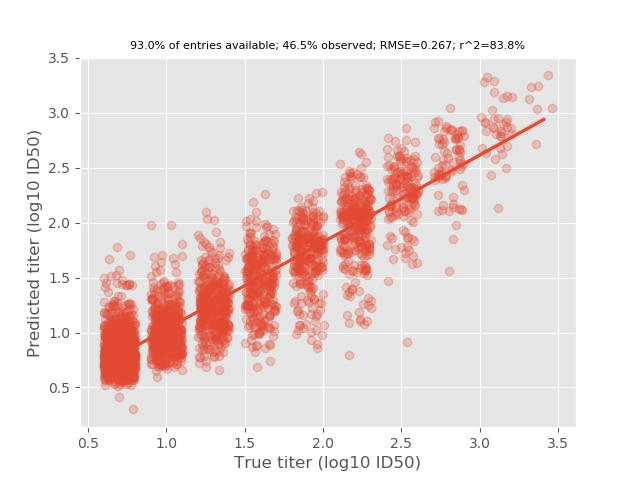 93.0% of entries available; 46.5% observed; RMSE=0.267; r^2=83.8%
3.5
3.0
2.5
2.0
1.5
1.0
0.5
Predicted titer (log10 ID50)
0.5 1.0 1.5 2.0 2.5 3.0 3.5
True titer (log10 ID50)